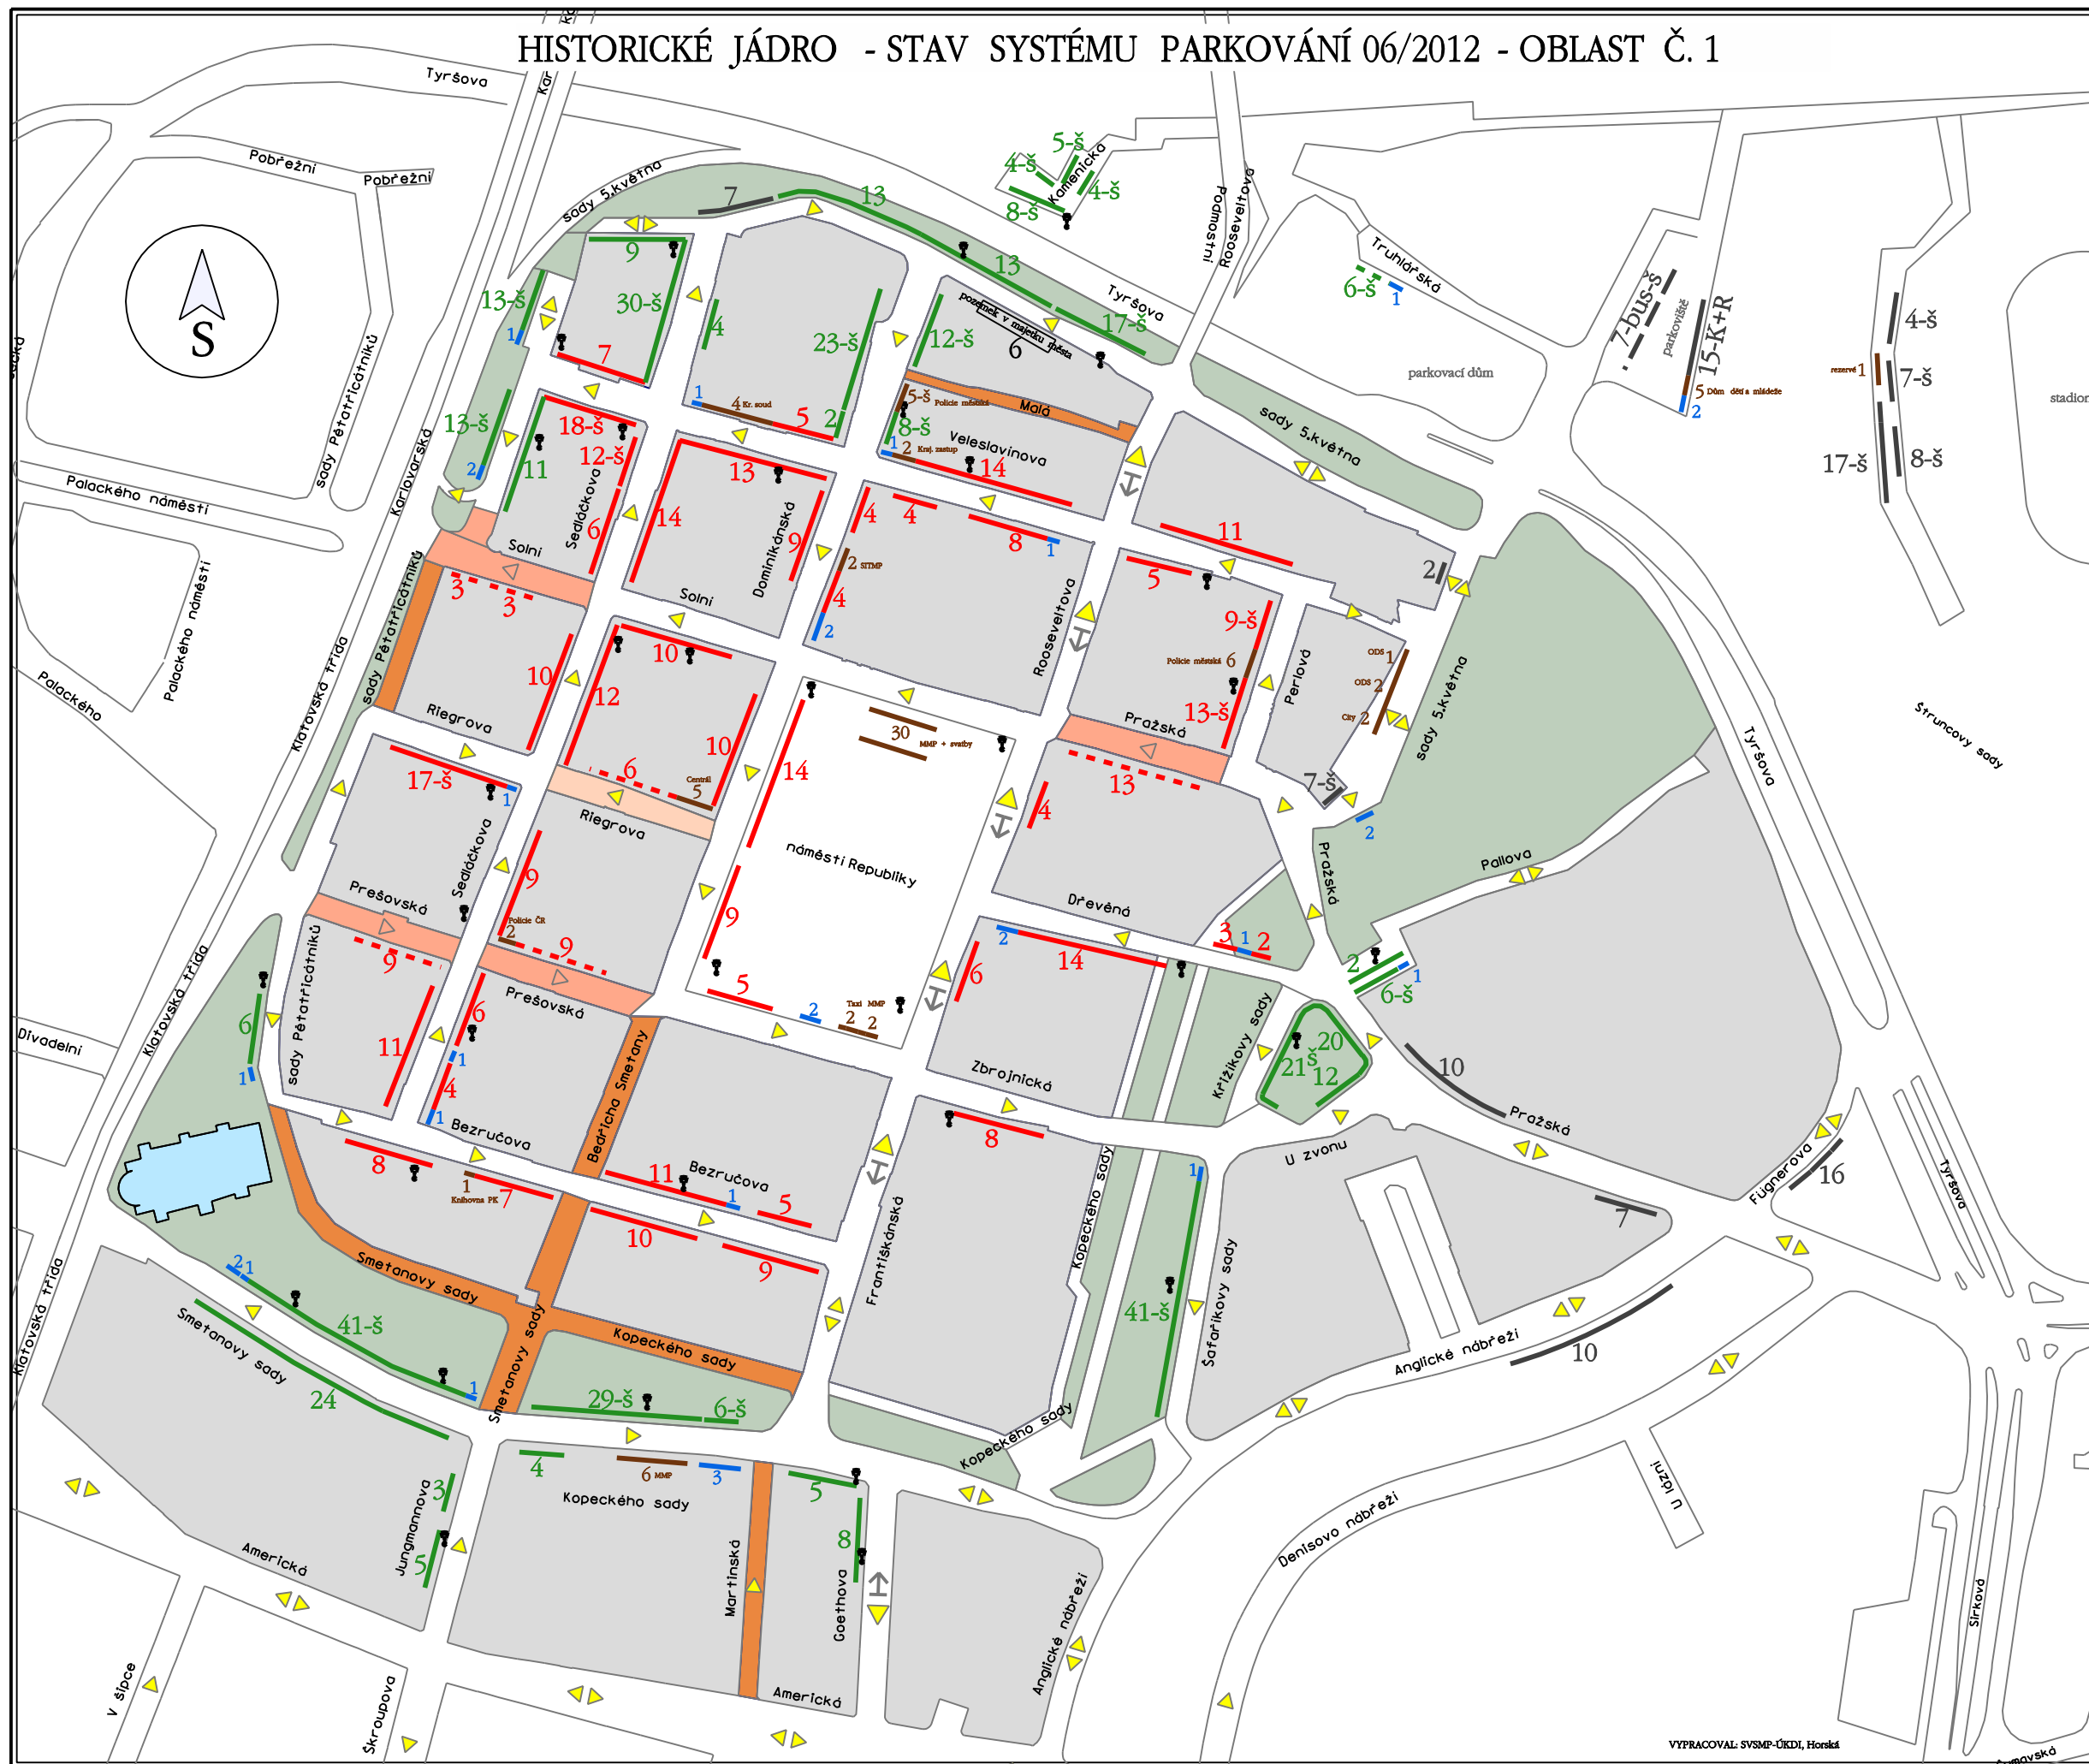 HISTORICKÉ JÁDRO - STAV SYSTÉMU PARKOVÁNÍ 06/2012 - OBLAST Č. 1
Tyršova
Pobřežní
Pobřežní
sady 5.května
7
13
5-š
4-š
Kamenická
4-š
8-š
podmostní
Rooseveltova
Truhlářská
6-š
1
S
9
13-š
1
30-š
7
4
23-š
13
Tyršova
17-š
12-š
pozemek v majetku města
6
parkovací dům
7-bus-š
parkoviště
15-K+R
5 Dům dětí a mládeže
2
4-š
rezervé 1
7-š
17-š
8-š
stadion
sady Pětatřicátníků
Karlovarská
13-š
2
11
18-š
12-š
Sedláčkova
6
1
4 Kr. soud
5
2
5-š Policie městská
8-š
Malá
Veleslavínova
1
2 Kraj. zastup
14
sady 5.května
Palackého náměstí
Palackého náměstí
Palackého
Solní
14
13
Dominikánská
9
Solní
4
4
8
1
2 SITMP
4
2
Rooseveltova
11
2
5
9-š
Policie městská 6
13-š
Perlová
ODS 1
ODS 2
CKy 2
sady 5.května
Tyršova
Štruncovy sady
sady Pětatřicátníků
3
3
10
Riegrova
Klatovská třída
10
12
10
6
Centrál
5
Riegrova
30
MMP + svatby
14
náměstí Republiky
Pražská
13
4
7-š
2
Pražská
Pallova
17-š
1
Sedláčkova
Prešovská
9
Policie ČR
2
9
9
5
2
Taxi MMP
2 2
Dřevěná
2
14
6
3
1
2
2
6-š
1
Klatovská třída
Divadelní
6
1
sady Pětatřicátníků
9
11
6
1
4
1
Prešovská
Bedřicha Smetany
Bezručova
Zbrojnická
Křižíkovy sady
20
21
š
12
10
Pražská
8
1
Knihovna PK
7
11
1
5
Bezručova
10
9
8
Františkánská
Kopeckého sady
1
41-š
U zvonu
Šafaříkovy sady
7
Fügnerova
16
Tyršova
Klatovská třída
2
1
41-š
1
Smetanovy sady
24
Smetanovy sady
Smetanovy sady
Kopeckého sady
29-š
6-š
Kopeckého sady
Anglické nábřeží
10
4
6 MMP
3
5
Kopeckého sady
8
Jungmannova
3
5
Americká
Martinská
Goethova
Americká
Anglické nábřeží
Denisovo nábřeží
U lázní
Sirková
V šipce
Škroupova
VYPRACOVAL: SVSMP-ÚKDI, Horská